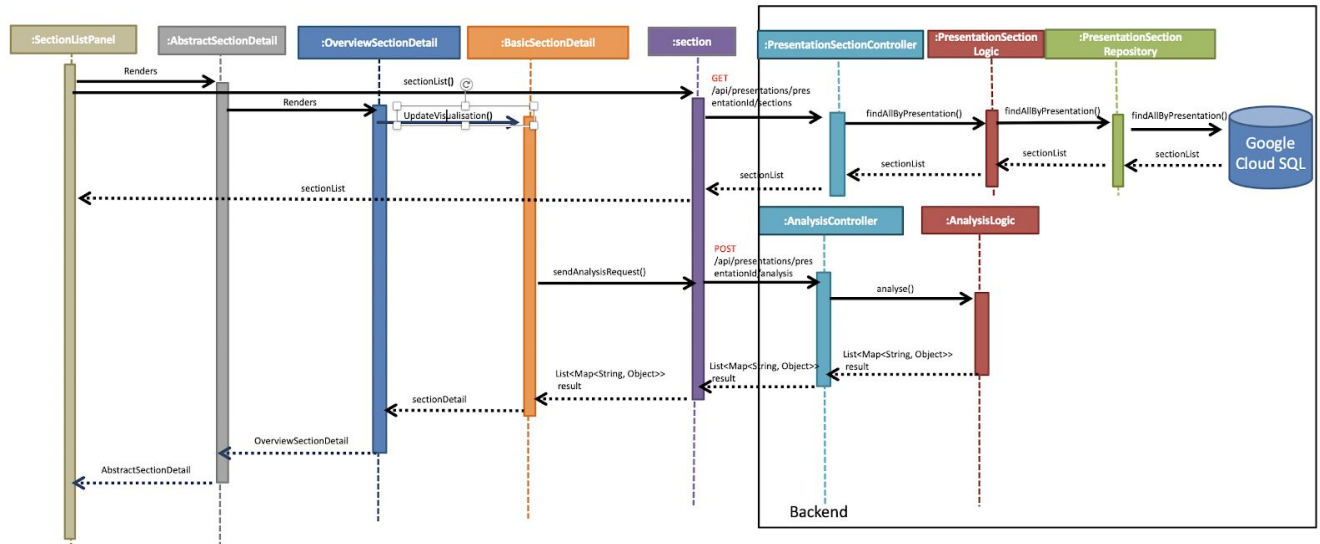 :SectionListPanel
:AbstractSectionDetail
:OverviewSectionDetail
:BasicSectionDetail
:section
:PresentationSectionController
:PresentationSection
Logic
:PresentationSection
Repository
Renders
sectionList()
GET
/api/presentations/pres
entationId/sections
Renders
UpdateVisualisation()
findAllByPresentation()
findAllByPresentation()
findAllByPresentation()
Google
Cloud SQL
sectionList
sectionList
sectionList
sectionList
sectionList
:AnalysisController
:AnalysisLogic
POST
/api/presentations/pres
entationId/analysis
sendAnalysisRequest()
analyse()
List<Map<String, Object>>
result
List<Map<String, Object>>
result
List<Map<String, Object>>
result
sectionDetail
OverviewSectionDetail
AbstractSectionDetail
Backend